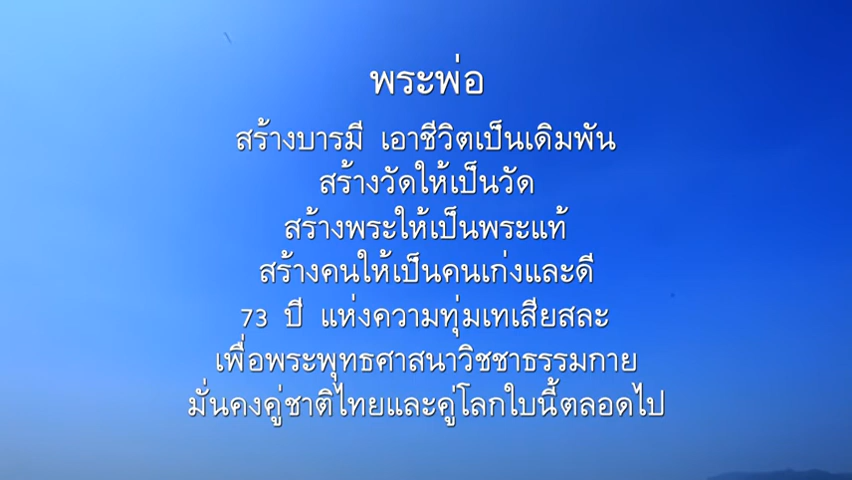 พระพ่อ
สร้างบารมี เอาชีวิตเป็นเดิมพัน
สร้างวัดให้เป็นวัด
สร้างพระให้เป็นพระแท้
สร้างคนให้เป็นคนเก่งและดี
73 ปี แห่งความทุ่มเทเสียสละ
เพื่อพระพุทธศาสนาวิชชาธรรมกาย
มั่นคงคู่ชาติไทยและคู่โลกใบนี้ตลอดไป